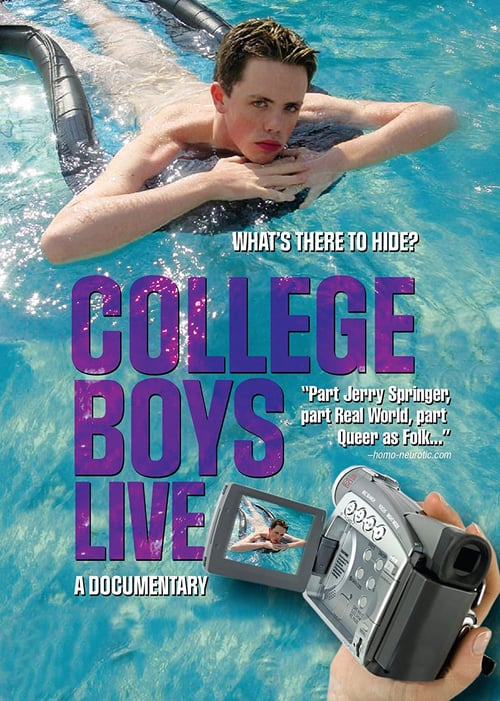 WHAT'S THERE TO HIDE?
COLLEGE
BOYS
LIVE
"Part Jerry Springer,
part Real World, part
Queer as Folk..."
–homo-neurotic.com
A DOCUMENTARY